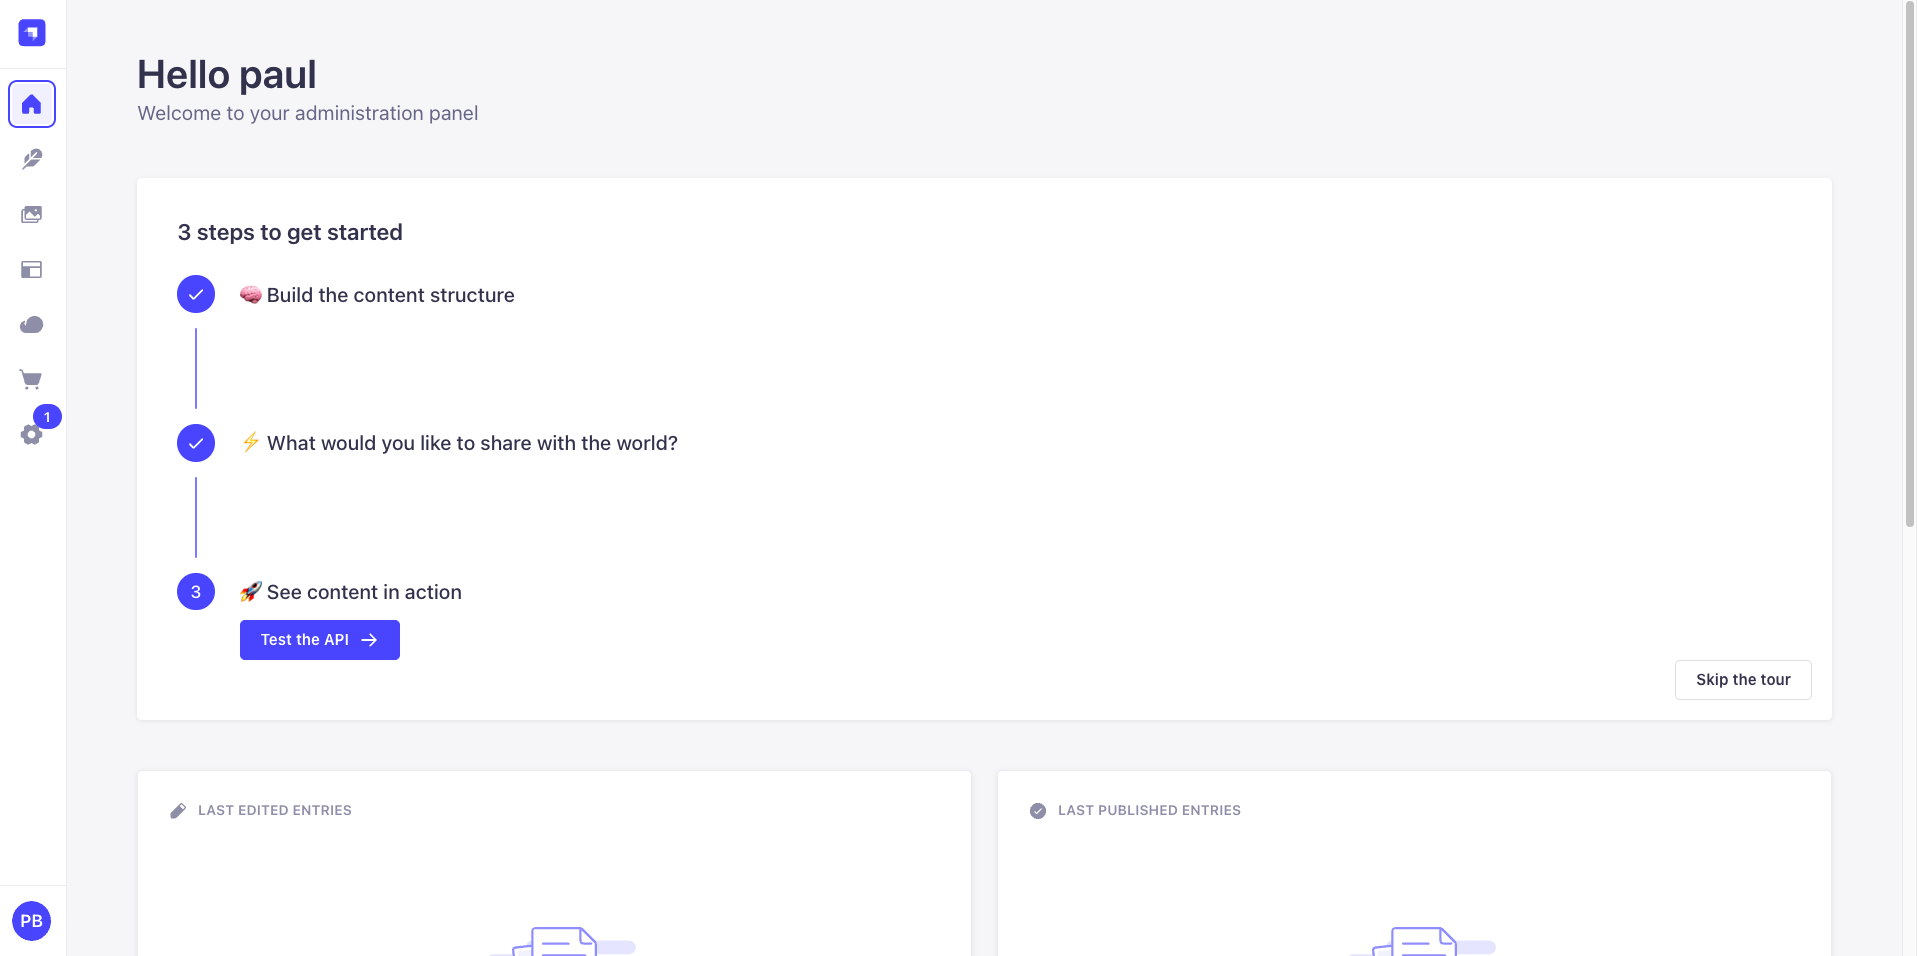 Hello paul
Welcome to your administration panel
3 steps to get started
🧠 Build the content structure
⚡ What would you like to share with the world?
3
🚀 See content in action
Test the API
Skip the tour
1
LAST EDITED ENTRIES
LAST PUBLISHED ENTRIES
PB